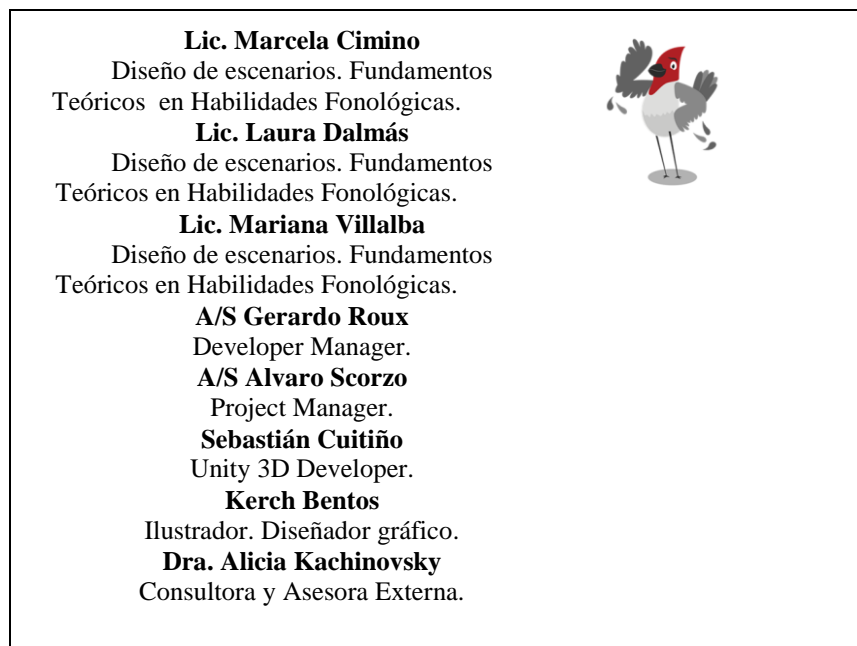 Lic. Marcela Cimino
Diseño de escenarios. Fundamentos
Teóricos  en Habilidades Fonológicas.
Lic. Laura Dalmás
Diseño de escenarios. Fundamentos
Teóricos en Habilidades Fonológicas.
Lic. Mariana Villalba
Diseño de escenarios. Fundamentos
Teóricos en Habilidades Fonológicas.
A/S Gerardo Roux
Developer Manager.
A/S Alvaro Scorzo
Project Manager.
Sebastián Cuitiño
Unity 3D Developer.
Kerch Bentos
Ilustrador. Diseñador gráfico.
Dra. Alicia Kachinovsky
Consultora y Asesora Externa.